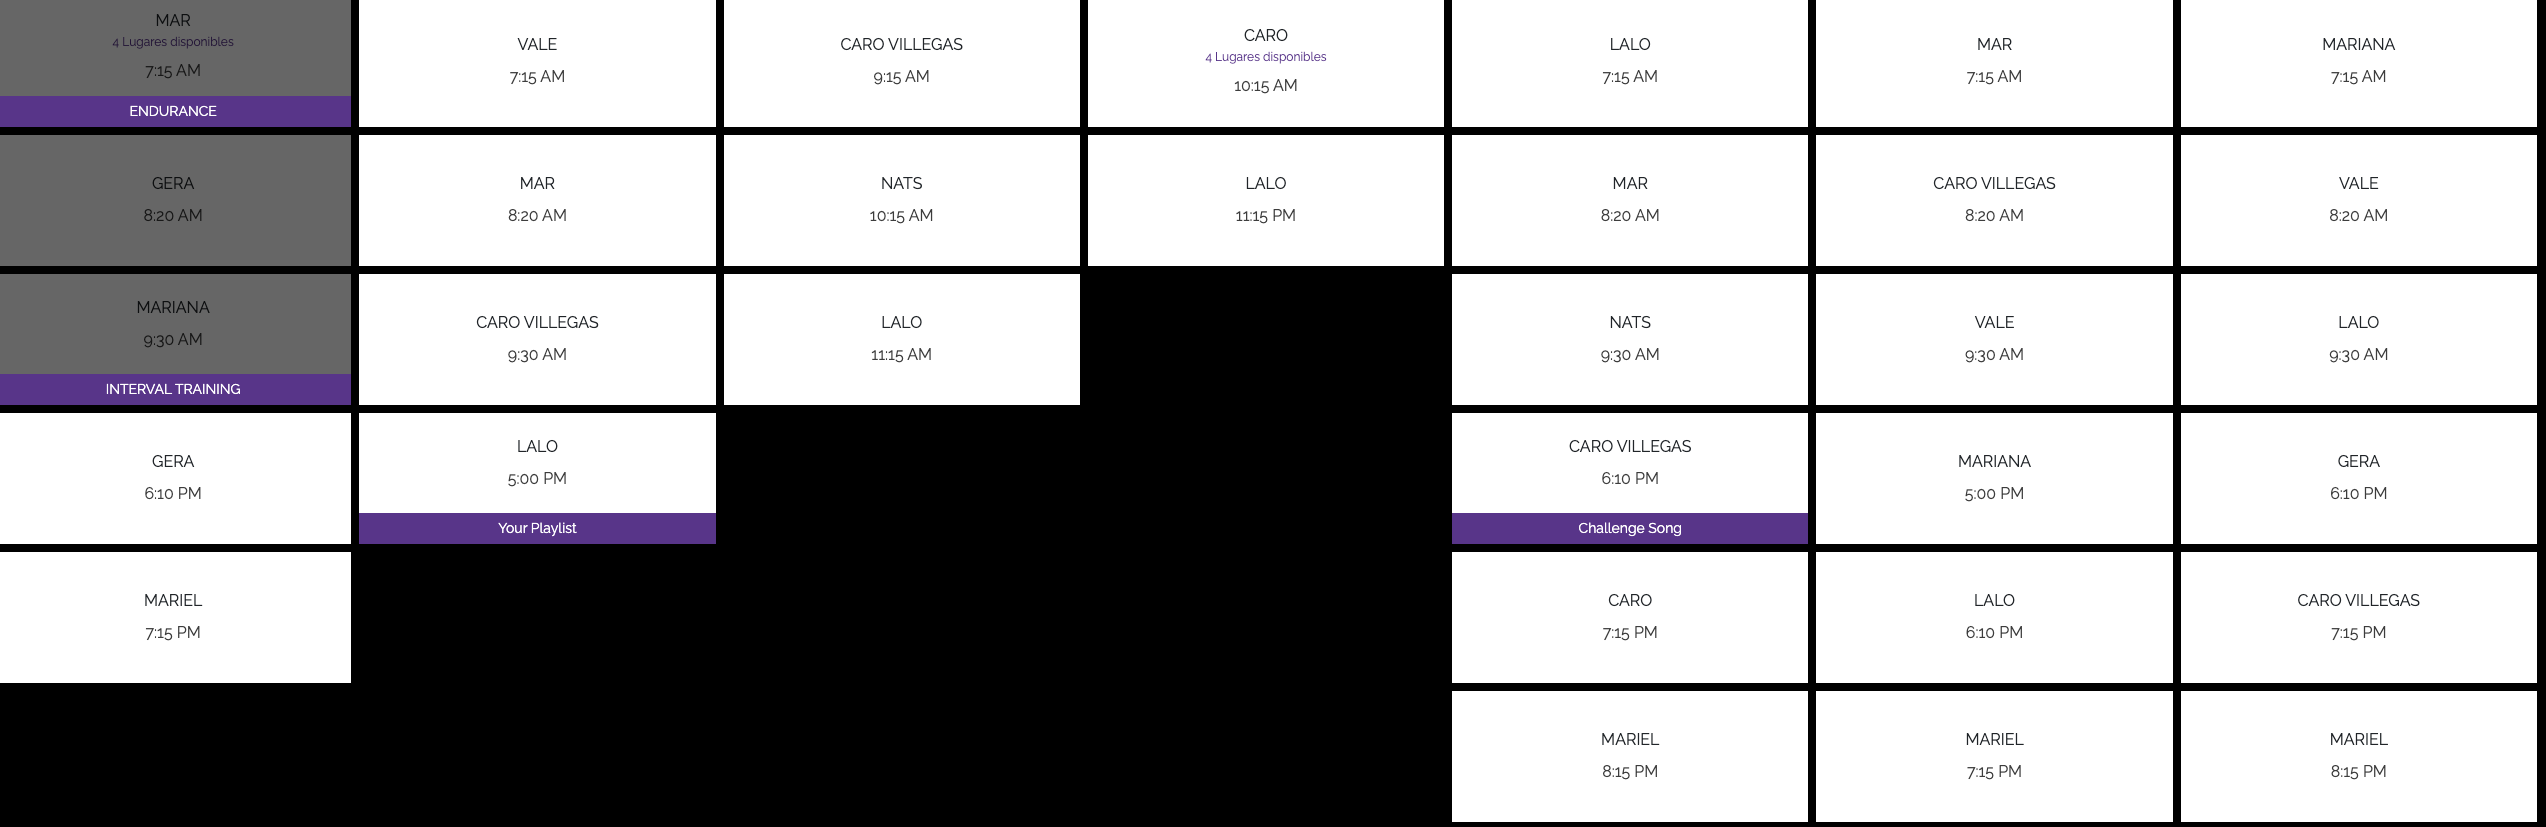 MAR
4 Lugares disponibles
7:15 AM
ENDURANCE
VALE
7:15 AM
CARO VILLEGAS
9:15 AM
CARO
4 Lugares disponibles
10:15 AM
LALO
7:15 AM
MAR
7:15 AM
MARIANA
7:15 AM
GERA
8:20 AM
MAR
8:20 AM
NATS
10:15 AM
LALO
11:15 PM
MAR
8:20 AM
CARO VILLEGAS
8:20 AM
VALE
8:20 AM
MARIANA
9:30 AM
INTERVAL TRAINING
CARO VILLEGAS
9:30 AM
LALO
11:15 AM
NATS
9:30 AM
VALE
9:30 AM
LALO
9:30 AM
GERA
6:10 PM
LALO
5:00 PM
Your Playlist
CARO VILLEGAS
6:10 PM
Challenge Song
MARIANA
5:00 PM
GERA
6:10 PM
MARIEL
7:15 PM
CARO
7:15 PM
LALO
6:10 PM
CARO VILLEGAS
7:15 PM
MARIEL
8:15 PM
MARIEL
7:15 PM
MARIEL
8:15 PM